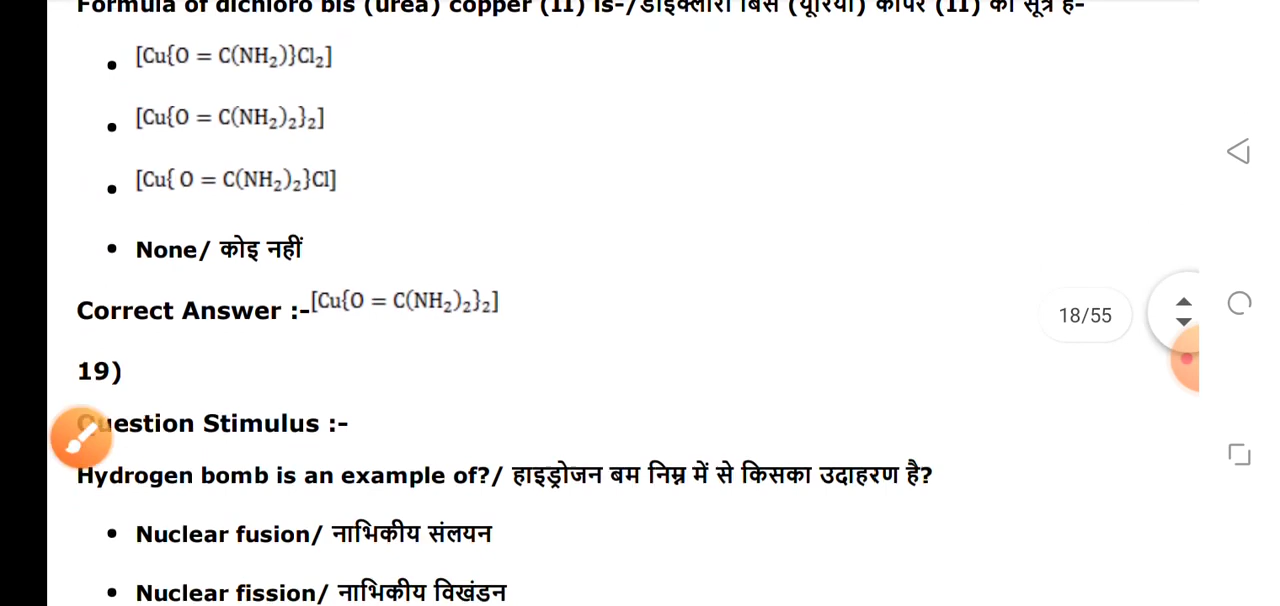 Formula of dichloro bis (urea) copper (II) is-/डाइक्लोरो बिस (यूरिया) कॉपर (II) का सूत्र है-
• [Cu{O = C(NH₂)}Cl₂]
• [Cu{O = C(NH₂)₂}₂]
• [Cu{ O = C(NH₂)₂}Cl]
• None/ कोइ नहीं
Correct Answer :-[Cu{O = C(NH₂)₂}₂]
18/55
19)
Question Stimulus :-
Hydrogen bomb is an example of?/ हाइड्रोजन बम निम्न में से किसका उदाहरण है?
• Nuclear fusion/ नाभिकीय संलयन
• Nuclear fission/ नाभिकीय विखंडन